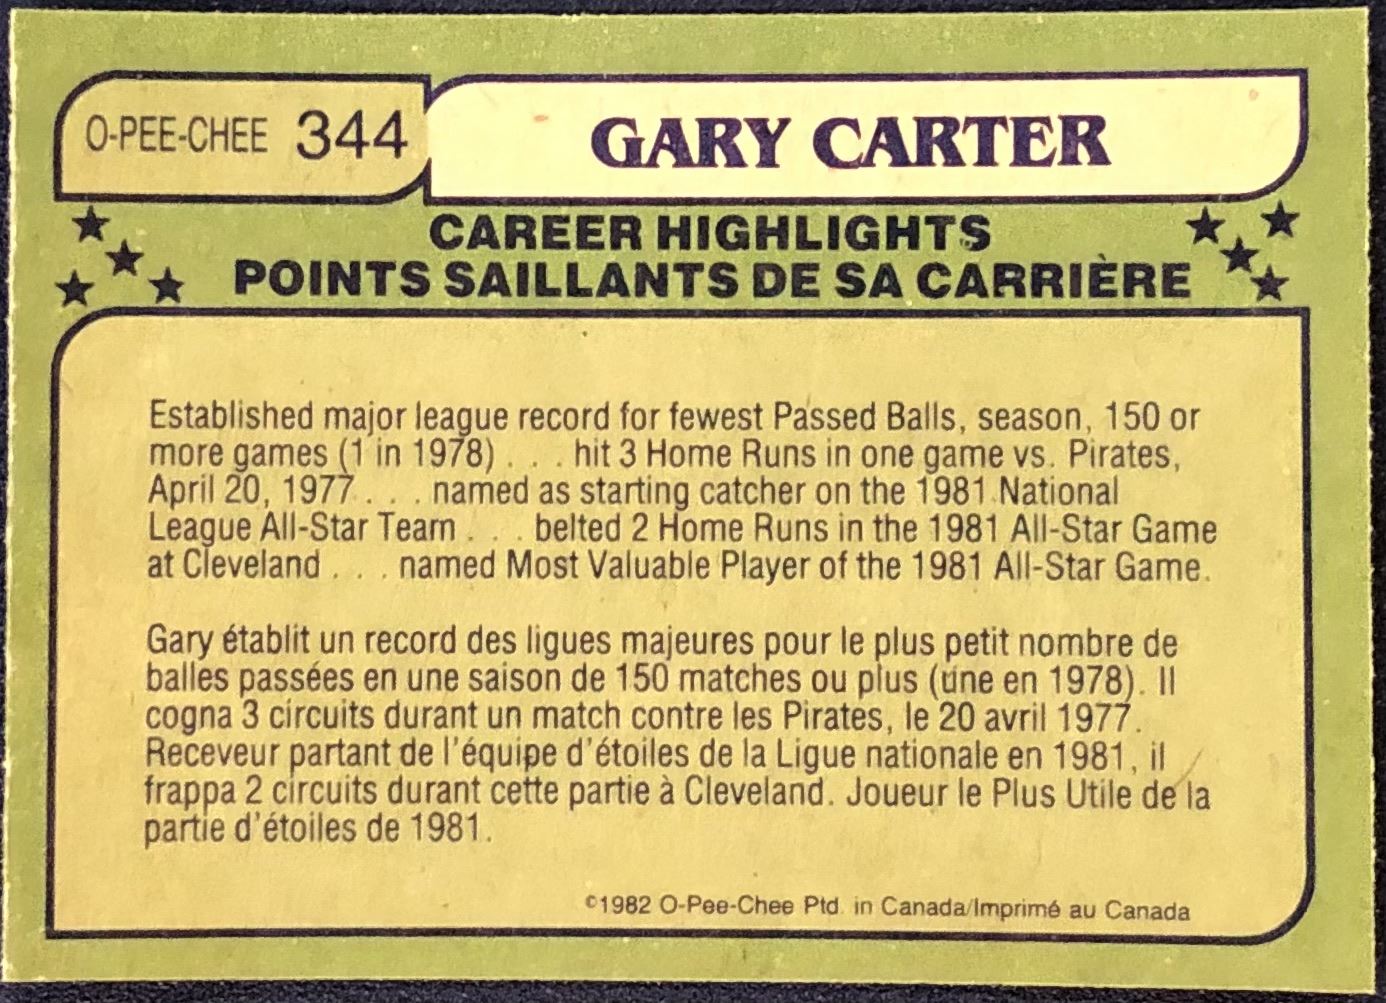 O-PEE-CHEE 344
GARY CARTER
CAREER HIGHLIGHTS
POINTS SAILLANTS DE SA CARRIÈRE
Established major league record for fewest Passed Balls, season, 150 or
more games (1 in 1978) . . . hit 3 Home Runs in one game vs. Pirates,
April 20, 1977 . . . named as starting catcher on the 1981 National
League All-Star Team . . . belted 2 Home Runs in the 1981 All-Star Game
at Cleveland . . . named Most Valuable Player of the 1981 All-Star Game.
Gary établit un record des ligues majeures pour le plus petit nombre de
balles passées en une saison de 150 matches ou plus (une en 1978). Il
cogna 3 circuits durant un match contre les Pirates, le 20 avril 1977.
Receveur partant de l'équipe d'étoiles de la Ligue nationale en 1981, il
frappa 2 circuits durant cette partie à Cleveland. Joueur le Plus Utile de la
partie d'étoiles de 1981.
©1982 O-Pee-Chee Ptd. in Canada/Imprimé au Canada